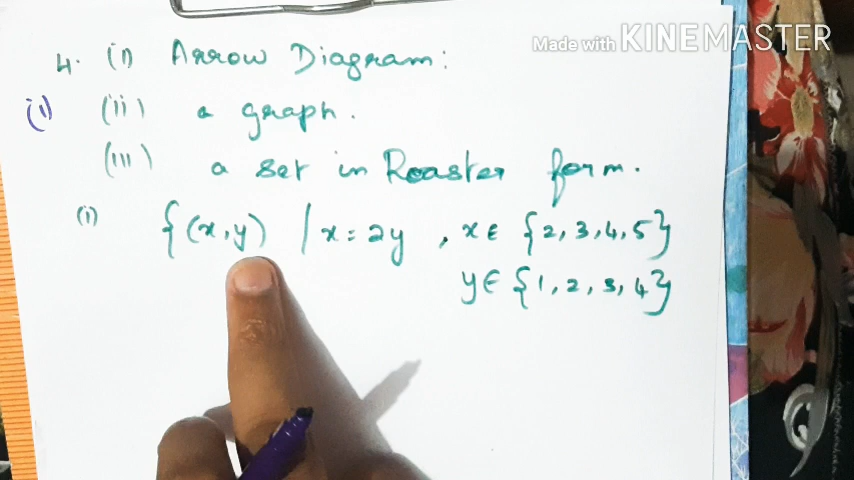 Made with KINEMASTER
4. (i) Arrow Diagram:
(i) (ii) a graph.
(iii) a set in Roaster form.
(i) {(x,y) / x = 2y , x ∈ {2,3,4,5}
y ∈ {1,2,3,4}